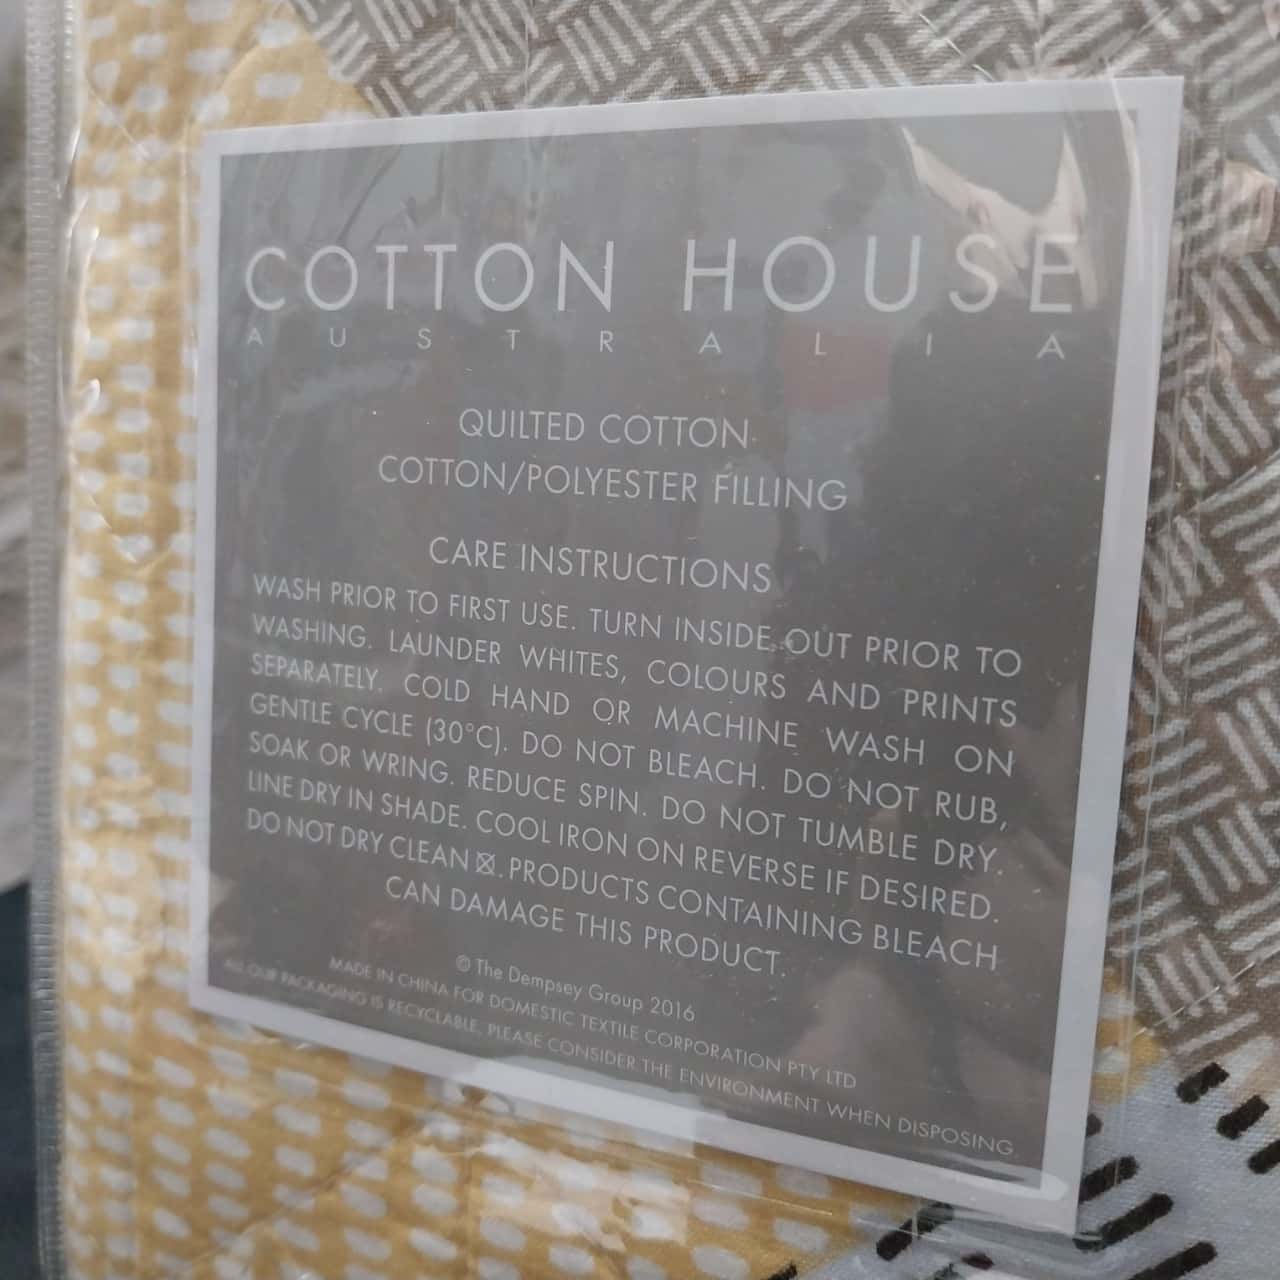 COTTON HOUSE
AUSTRALIA
QUILTED COTTON
COTTON/POLYESTER FILLING
CARE INSTRUCTIONS
WASH PRIOR TO FIRST USE. TURN INSIDE OUT PRIOR TO
WASHING. LAUNDER WHITES, COLOURS AND PRINTS
SEPARATELY. COLD HAND OR MACHINE WASH ON
GENTLE CYCLE (30°C). DO NOT BLEACH. DO NOT RUB,
SOAK OR WRING. REDUCE SPIN. DO NOT TUMBLE DRY.
LINE DRY IN SHADE. COOL IRON ON REVERSE IF DESIRED.
DO NOT DRY CLEAN. PRODUCTS CONTAINING BLEACH
CAN DAMAGE THIS PRODUCT.
© The Dempsey Group 2016
MADE IN CHINA FOR DOMESTIC TEXTILE CORPORATION PTY LTD
ALL OUR PACKAGING IS RECYCLABLE, PLEASE CONSIDER THE ENVIRONMENT WHEN DISPOSING.